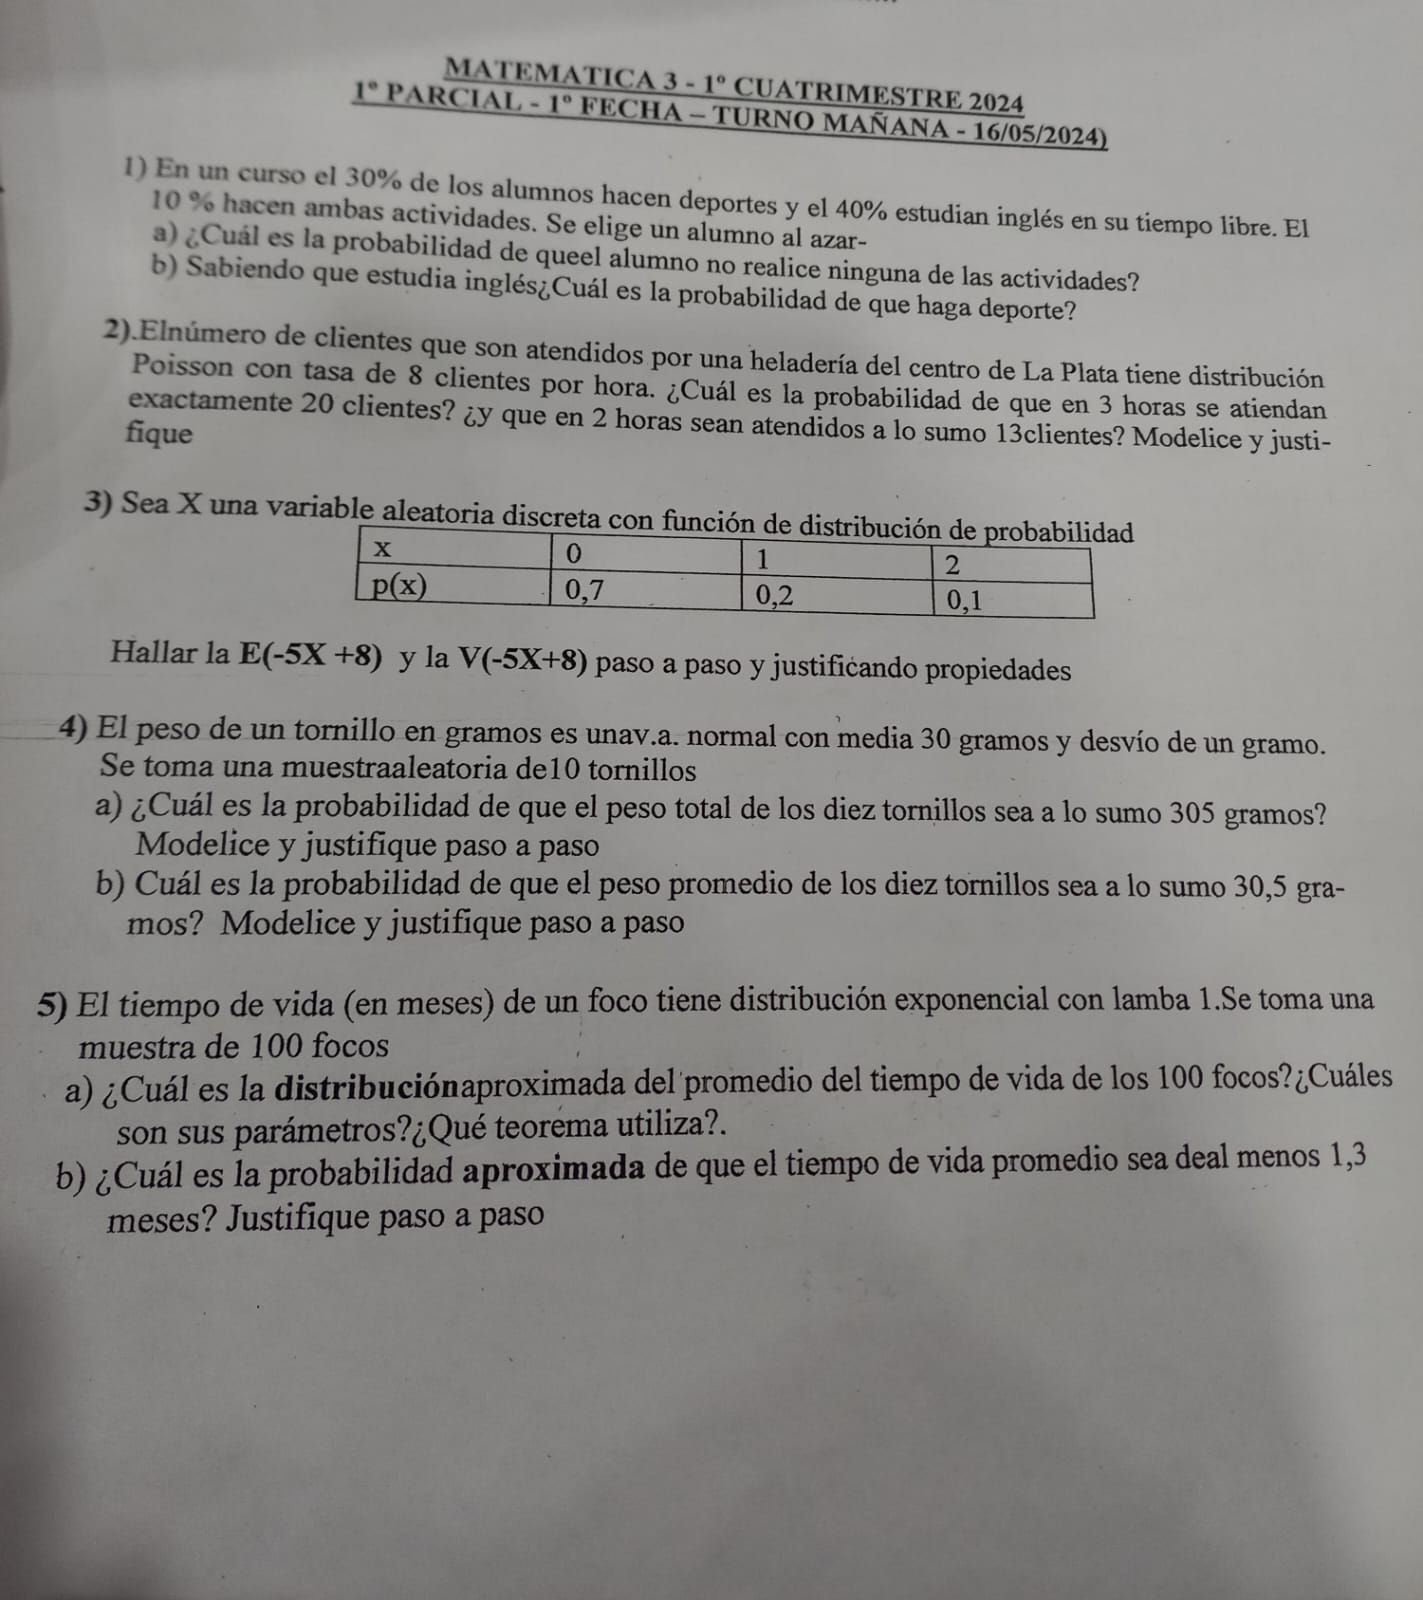 MATEMATICA 3 - 1º CUATRIMESTRE 2024
1º PARCIAL - 1º FECHA – TURNO MAÑANA - 16/05/2024)
1) En un curso el 30% de los alumnos hacen deportes y el 40% estudian inglés en su tiempo libre. El
10 % hacen ambas actividades. Se elige un alumno al azar-
a) ¿Cuál es la probabilidad de queel alumno no realice ninguna de las actividades?
b) Sabiendo que estudia inglés¿Cuál es la probabilidad de que haga deporte?
2).Elnúmero de clientes que son atendidos por una heladería del centro de La Plata tiene distribución
Poisson con tasa de 8 clientes por hora. ¿Cuál es la probabilidad de que en 3 horas se atiendan
exactamente 20 clientes? ¿y que en 2 horas sean atendidos a lo sumo 13clientes? Modelice y justi-
fique
3) Sea X una variable aleatoria discreta con función de distribución de probabilidad
x 0 1 2
p(x) 0,7 0,2 0,1
Hallar la E(-5X +8) y la V(-5X+8) paso a paso y justificando propiedades
4) El peso de un tornillo en gramos es unav.a. normal con media 30 gramos y desvío de un gramo.
Se toma una muestraaleatoria de10 tornillos
a) ¿Cuál es la probabilidad de que el peso total de los diez tornillos sea a lo sumo 305 gramos?
Modelice y justifique paso a paso
b) Cuál es la probabilidad de que el peso promedio de los diez tornillos sea a lo sumo 30,5 gra-
mos? Modelice y justifique paso a paso
5) El tiempo de vida (en meses) de un foco tiene distribución exponencial con lamba 1.Se toma una
muestra de 100 focos
a) ¿Cuál es la distribuciónaproximada del promedio del tiempo de vida de los 100 focos?¿Cuáles
son sus parámetros?¿Qué teorema utiliza?.
b) ¿Cuál es la probabilidad aproximada de que el tiempo de vida promedio sea deal menos 1,3
meses? Justifique paso a paso